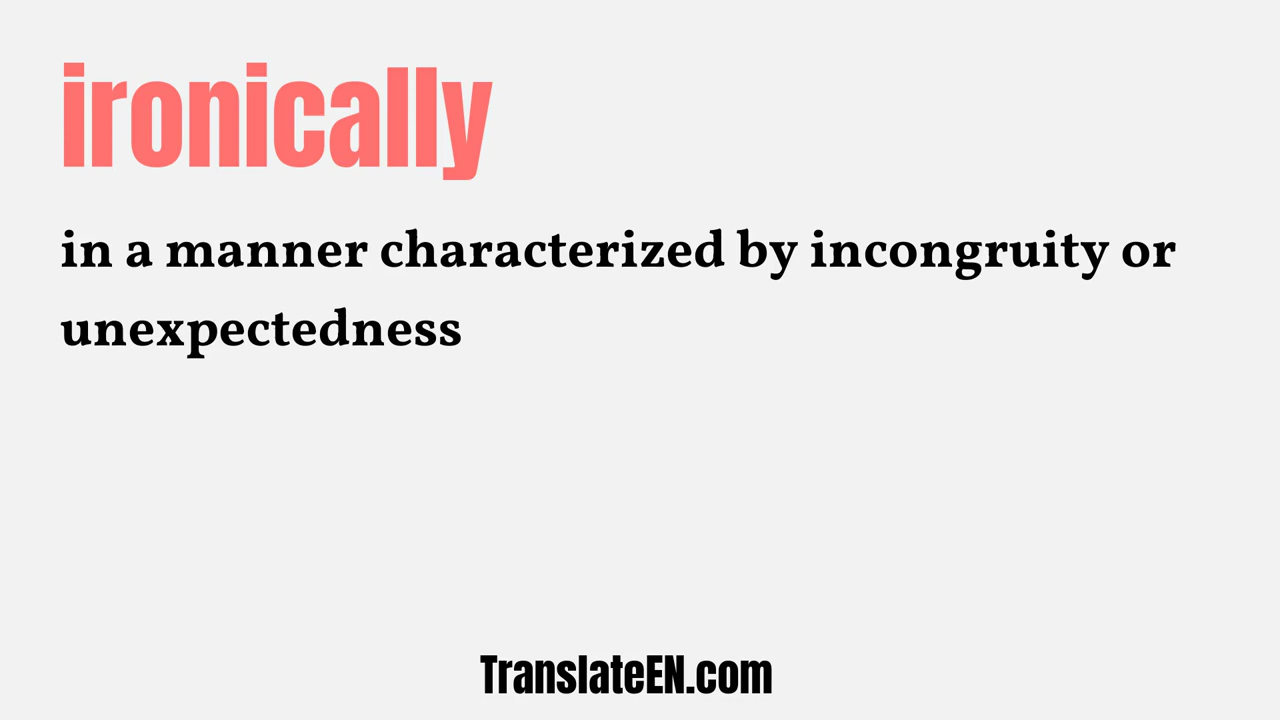 ironically
in a manner characterized by incongruity or
unexpectedness
TranslateEN.com